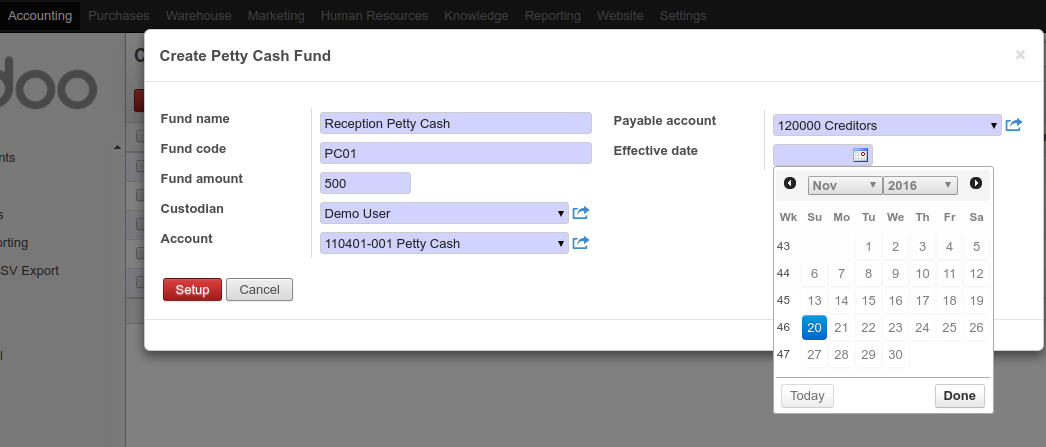 Accounting Purchases Warehouse Marketing Human Resources Knowledge Reporting Website Settings
Create Petty Cash Fund ×
Fund name Reception Petty Cash
Fund code PC01
Fund amount 500
Custodian Demo User
Account 110401-001 Petty Cash
Payable account 120000 Creditors
Effective date
Setup Cancel
Nov 2016
Wk Su Mo Tu We Th Fr Sa
43 1 2 3 4 5
44 6 7 8 9 10 11 12
45 13 14 15 16 17 18 19
46 20 21 22 23 24 25 26
47 27 28 29 30
Today Done
doo
nts
s
orting
SV Export
l